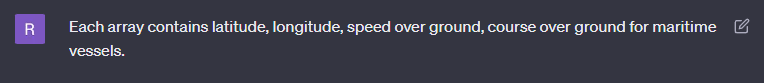 R
Each array contains latitude, longitude, speed over ground, course over ground for maritime
vessels.